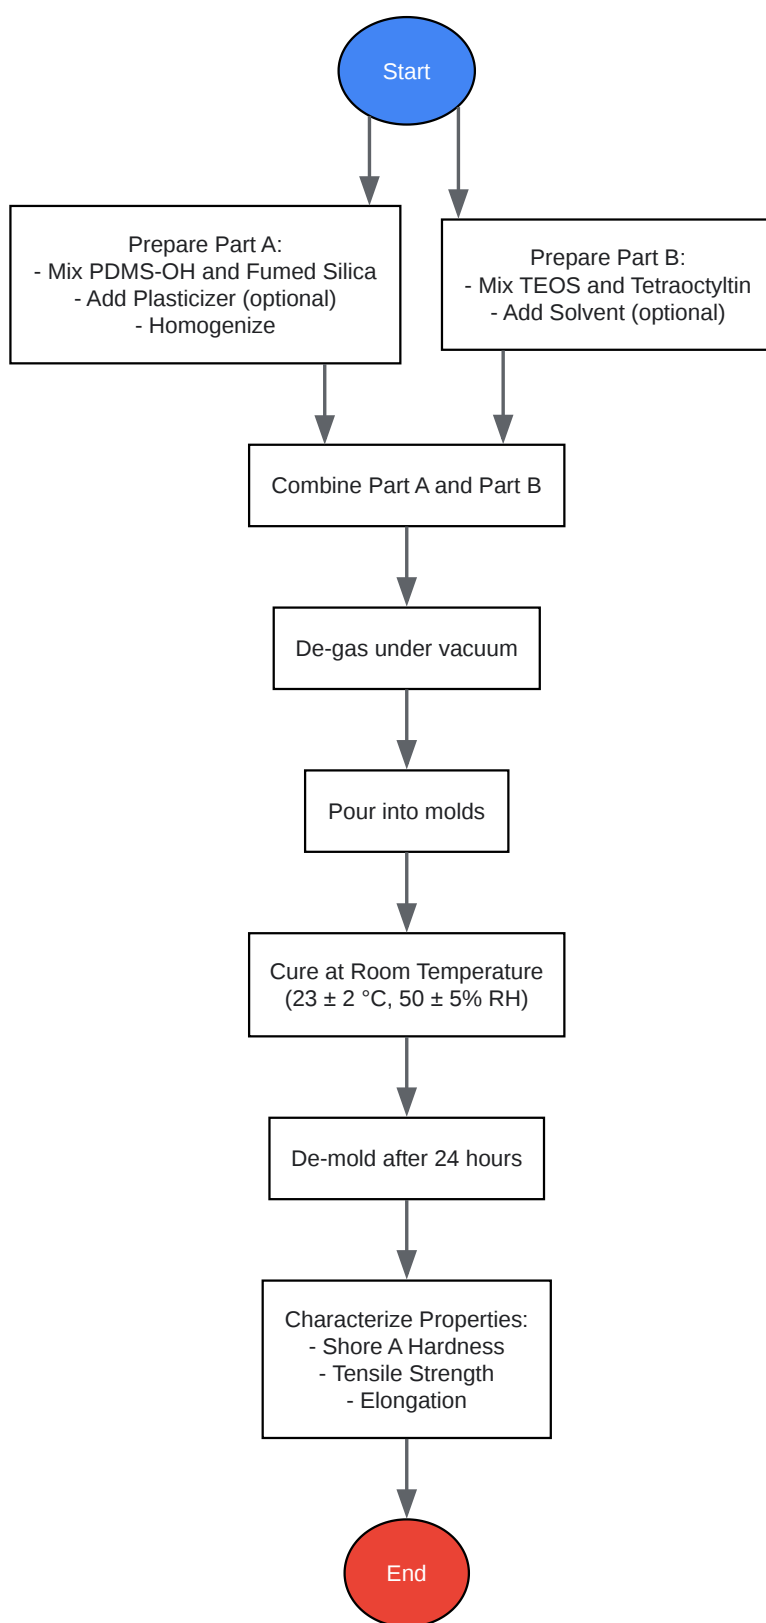 Start
Prepare Part A:
- Mix PDMS-OH and Fumed Silica
- Add Plasticizer (optional)
- Homogenize
Prepare Part B:
- Mix TEOS and Tetraoctyltin
- Add Solvent (optional)
Combine Part A and Part B
De-gas under vacuum
Pour into molds
Cure at Room Temperature
(23 ± 2 °C, 50 ± 5% RH)
De-mold after 24 hours
Characterize Properties:
- Shore A Hardness
- Tensile Strength
- Elongation
End